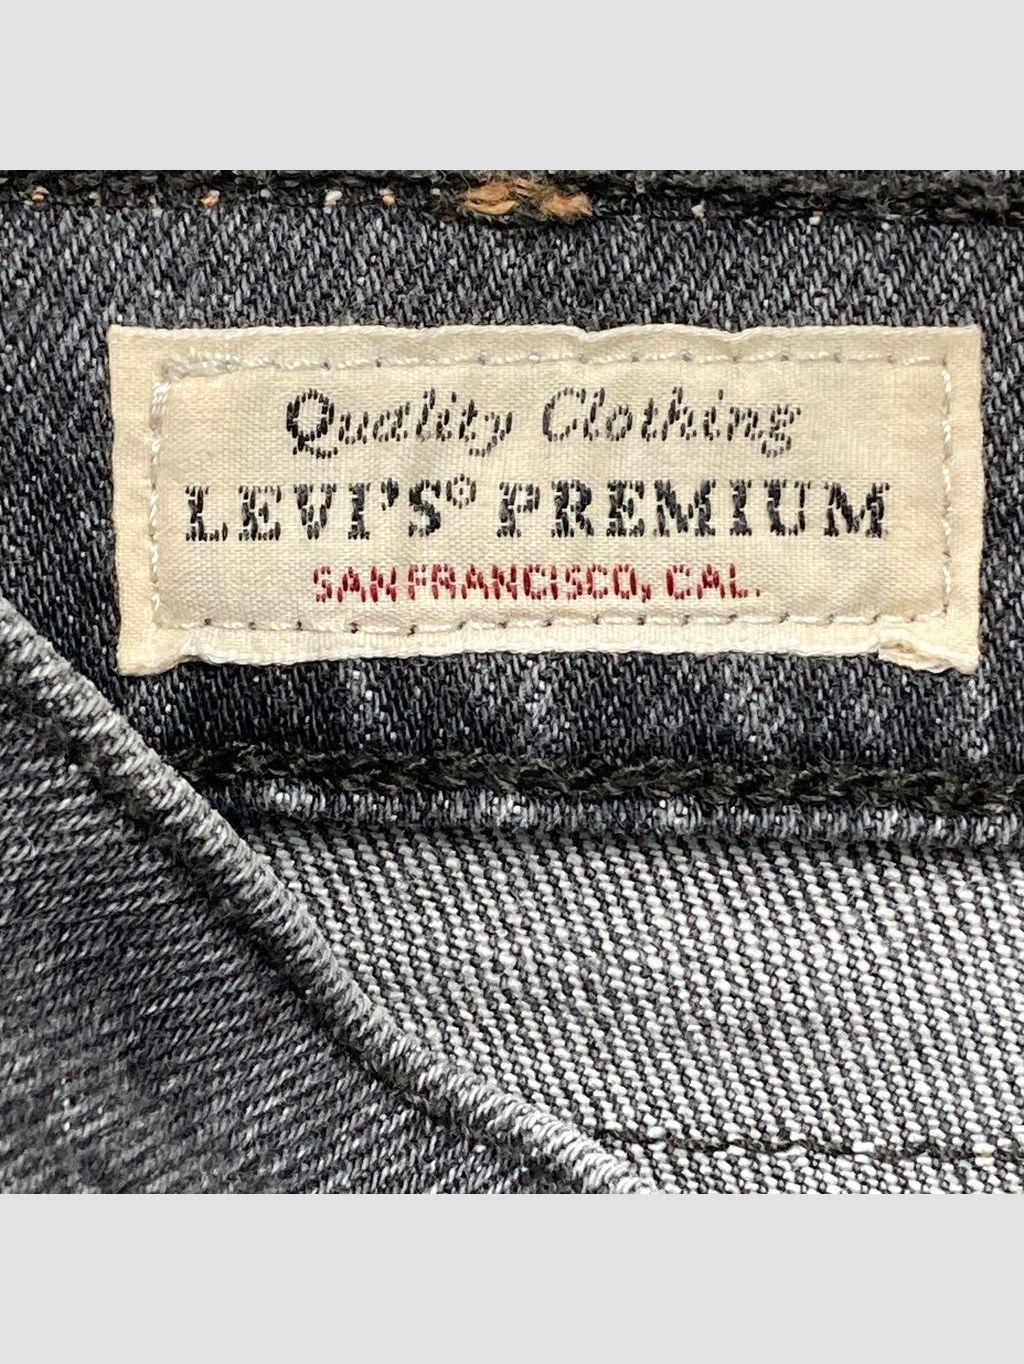 Quality Clothing
LEVI'S® PREMIUM
SAN FRANCISCO, CAL.